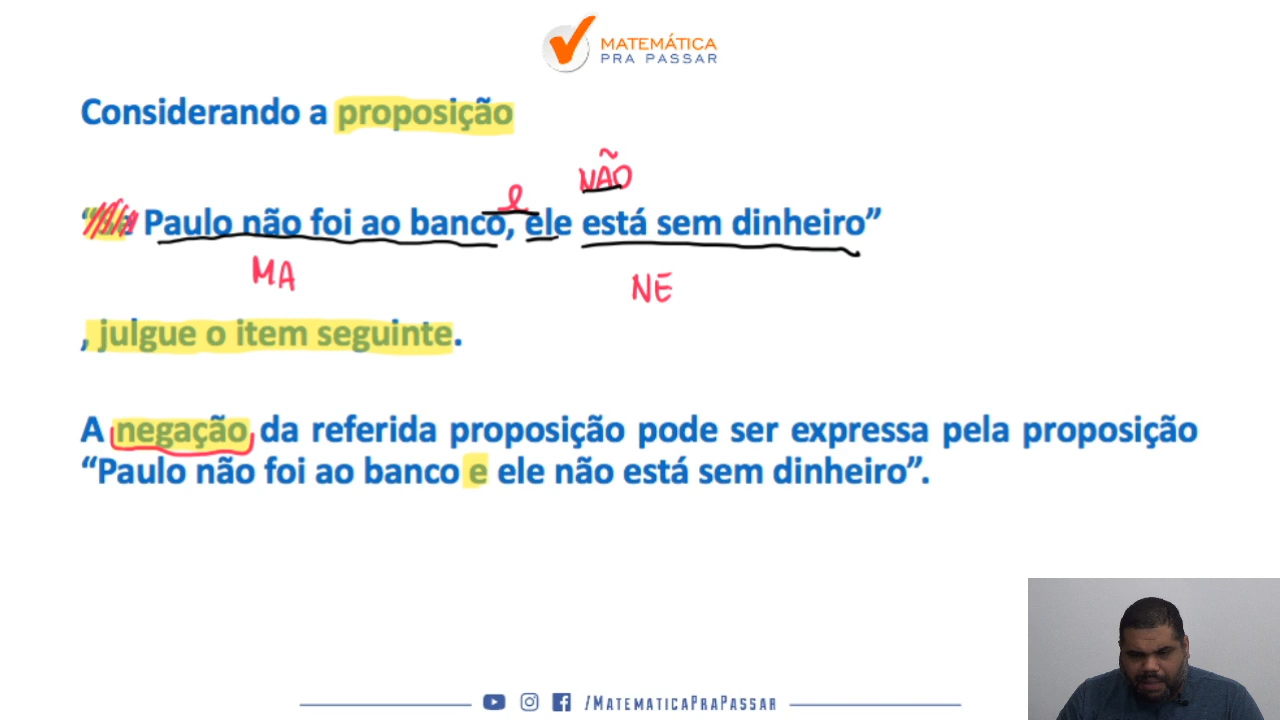 MATEMÁTICA
PRA PASSAR
Considerando a proposição
NÃO
e
“Se Paulo não foi ao banco, ele está sem dinheiro”
MA
NE
, julgue o item seguinte.
A negação da referida proposição pode ser expressa pela proposição
“Paulo não foi ao banco e ele não está sem dinheiro”.
/MATEMATICAPRAPASSAR